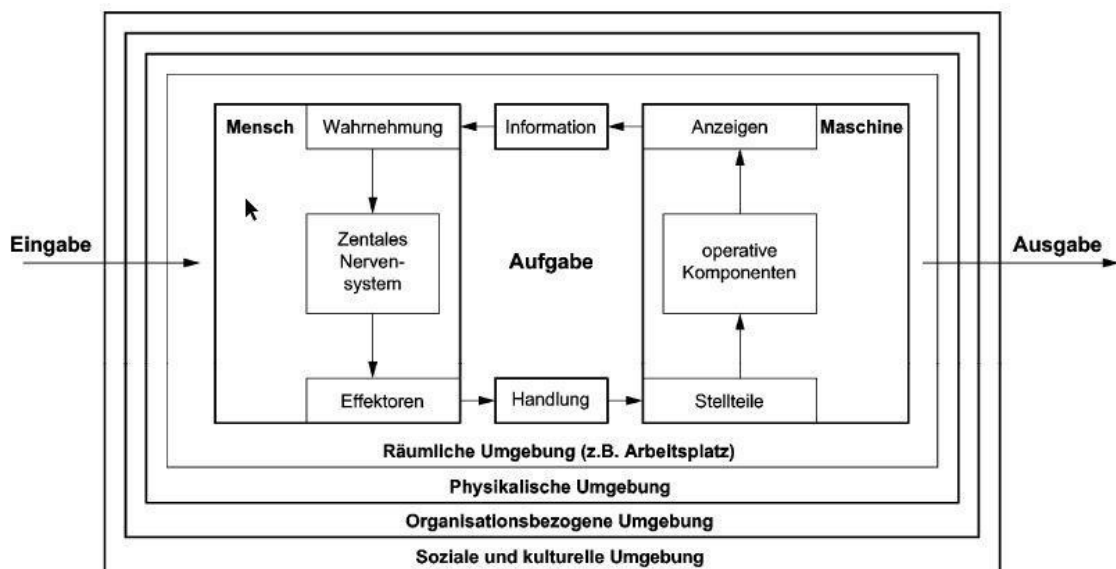 Mensch
Wahrnehmung
Information
Anzeigen
Maschine
Eingabe
Zentales
Nerven-
system
Aufgabe
operative
Komponenten
Ausgabe
Effektoren
Handlung
Stellteile
Räumliche Umgebung (z.B. Arbeitsplatz)
Physikalische Umgebung
Organisationsbezogene Umgebung
Soziale und kulturelle Umgebung